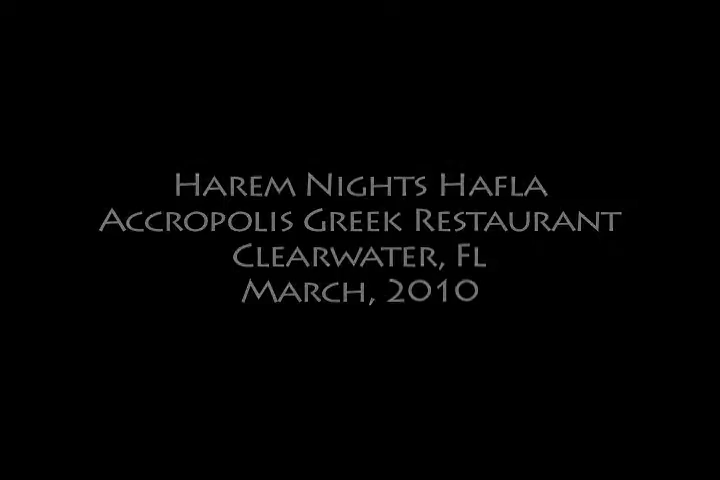 Harem Nights Hafla
Accropolis Greek Restaurant
Clearwater, Fl
March, 2010